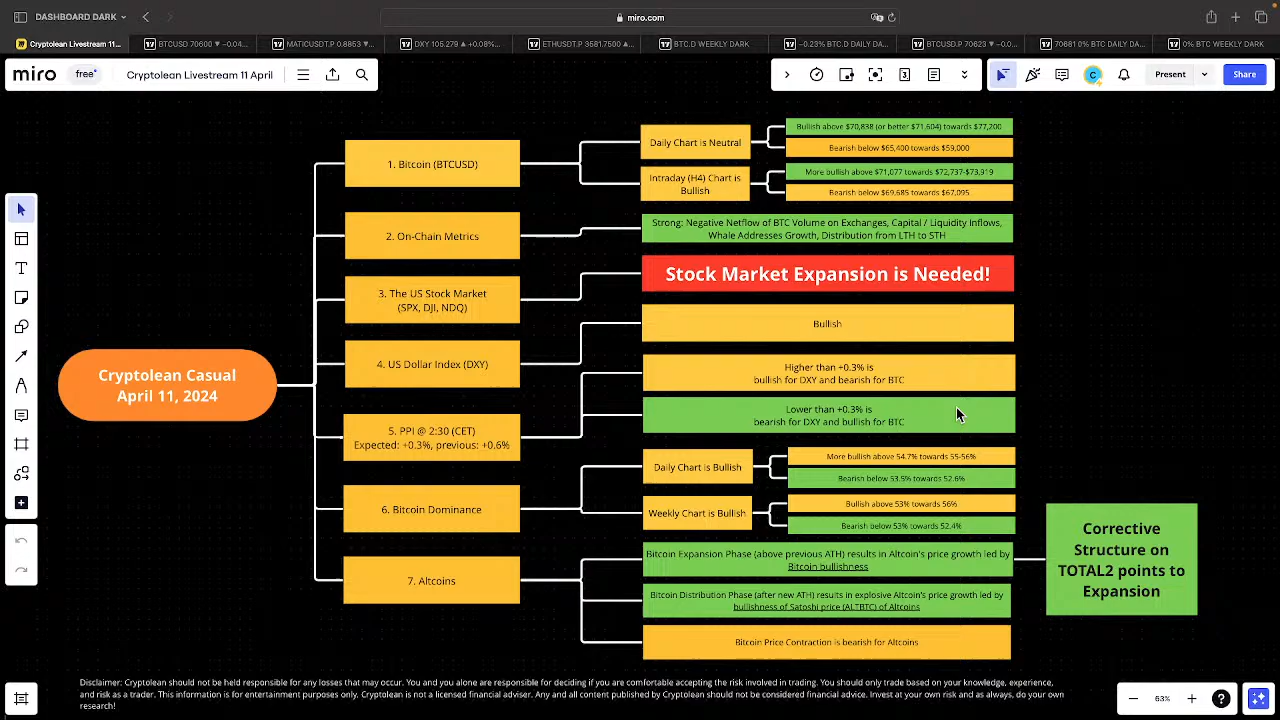 DASHBOARD DARK
miro.com
Cryptolean Livestream 11...
BTCUSD 70600 ▼ −0.04...
MATICUSDT.P 0.8853 ▼...
DXY 105.279 ▲ +0.08%...
ETHUSDT.P 3581.7500 ▲...
BTC.D WEEKLY DARK
−0.23% BTC.D DAILY DA...
BTCUSD.P 70623 ▼ −0.0...
70681 0% BTC DAILY DA...
0% BTC WEEKLY DARK
miro
free
Cryptolean Livestream 11 April
3
C
Present
Share
Bullish above $70,838 (or better $71,604) towards $77,200
Daily Chart is Neutral
Bearish below $65,400 towards $59,000
1. Bitcoin (BTCUSD)
More bullish above $71,077 towards $72,737-$73,919
Intraday (H4) Chart is
Bullish
Bearish below $69,685 towards $67,095
2. On-Chain Metrics
Strong: Negative Netflow of BTC Volume on Exchanges, Capital / Liquidity Inflows,
Whale Addresses Growth, Distribution from LTH to STH
3. The US Stock Market
(SPX, DJI, NDQ)
Stock Market Expansion is Needed!
Bullish
4. US Dollar Index (DXY)
Higher than +0.3% is
bullish for DXY and bearish for BTC
Cryptolean Casual
April 11, 2024
Lower than +0.3% is
bearish for DXY and bullish for BTC
5. PPI @ 2:30 (CET)
Expected: +0.3%, previous: +0.6%
Daily Chart is Bullish
More bullish above 54.7% towards 55-56%
Bearish below 53.5% towards 52.6%
6. Bitcoin Dominance
Weekly Chart is Bullish
Bullish above 53% towards 56%
Bearish below 53% towards 52.4%
Bitcoin Expansion Phase (above previous ATH) results in Altcoin's price growth led by
Bitcoin bullishness
Corrective
Structure on
TOTAL2 points to
Expansion
7. Altcoins
Bitcoin Distribution Phase (after new ATH) results in explosive Altcoin's price growth led by
bullishness of Satoshi price (ALTBTC) of Altcoins
Bitcoin Price Contraction is bearish for Altcoins
Disclaimer: Cryptolean should not be held responsible for any losses that may occur. You and you alone are responsible for deciding if you are comfortable accepting the risk involved in trading. You should only trade based on your knowledge, experience,
and risk as a trader. This information is for entertainment purposes only. Cryptolean is not a licensed financial adviser. Any and all content published by Cryptolean should not be considered financial advice. Invest at your own risk and as always, do your own
research!
63%